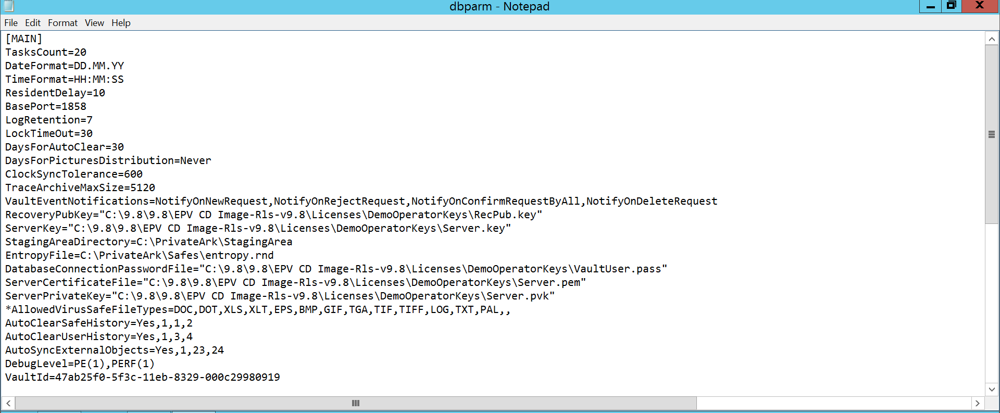 dbparm - Notepad
File Edit Format View Help
[MAIN]
TasksCount=20
DateFormat=DD.MM.YY
TimeFormat=HH:MM:SS
ResidentDelay=10
BasePort=1858
LogRetention=7
LockTimeOut=30
DaysForAutoClear=30
DaysForPicturesDistribution=Never
ClockSyncTolerance=600
TraceArchiveMaxSize=5120
VaultEventNotifications=NotifyOnNewRequest,NotifyOnRejectRequest,NotifyOnConfirmRequestByAll,NotifyOnDeleteRequest
RecoveryPubKey="C:\9.8\9.8\EPV CD Image-Rls-v9.8\Licenses\DemoOperatorKeys\RecPub.key"
ServerKey="C:\9.8\9.8\EPV CD Image-Rls-v9.8\Licenses\DemoOperatorKeys\Server.key"
StagingAreaDirectory=C:\PrivateArk\StagingArea
EntropyFile=C:\PrivateArk\Safes\entropy.rnd
DatabaseConnectionPasswordFile="C:\9.8\9.8\EPV CD Image-Rls-v9.8\Licenses\DemoOperatorKeys\VaultUser.pass"
ServerCertificateFile="C:\9.8\9.8\EPV CD Image-Rls-v9.8\Licenses\DemoOperatorKeys\Server.pem"
ServerPrivateKey="C:\9.8\9.8\EPV CD Image-Rls-v9.8\Licenses\DemoOperatorKeys\Server.pvk"
*AllowedVirusSafeFileTypes=DOC,DOT,XLS,XLT,EPS,BMP,GIF,TGA,TIF,TIFF,LOG,TXT,PAL,,
AutoClearSafeHistory=Yes,1,1,2
AutoClearUserHistory=Yes,1,3,4
AutoSyncExternalObjects=Yes,1,23,24
DebugLevel=PE(1),PERF(1)
VaultId=47ab25f0-5f3c-11eb-8329-000c29980919